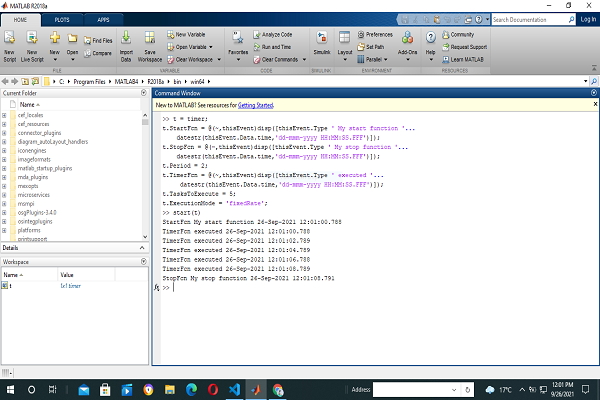 MATLAB R2018a
HOME PLOTS APPS Search Documentation Log In
New Script New Live Script New Open Find Files Compare Import Data Save Workspace New Variable Open Variable Clear Workspace Favorites Analyze Code Run and Time Clear Commands Simulink Layout Preferences Set Path Parallel Add-Ons Help Community Request Support Learn MATLAB
FILE VARIABLE CODE SIMULINK ENVIRONMENT RESOURCES
C: Program Files MATLAB4 R2018a bin win64
Current Folder
Name
cef_locales
cef_resources
connector_plugins
diagram_autoLayout_handlers
iconengines
imageformats
matlab_startup_plugins
mda_plugins
mexopts
microservices
msmpi
osgPlugins-3.4.0
osintegplugins
platforms
printsupport
Details
Workspace
Name Value
t 1x1 timer
Command Window
New to MATLAB? See resources for Getting Started.
>> t = timer;
t.StartFcn = @(~,thisEvent)disp([thisEvent.Type ' My start function '...
datestr(thisEvent.Data.time,'dd-mmm-yyyy HH:MM:SS.FFF')]);
t.StopFcn = @(~,thisEvent)disp([thisEvent.Type ' My stop function '...
datestr(thisEvent.Data.time,'dd-mmm-yyyy HH:MM:SS.FFF')]);
t.Period = 2;
t.TimerFcn = @(~,thisEvent)disp([thisEvent.Type ' executed '...
datestr(thisEvent.Data.time,'dd-mmm-yyyy HH:MM:SS.FFF')]);
t.TasksToExecute = 5;
t.ExecutionMode = 'fixedRate';
>> start(t)
StartFcn My start function 26-Sep-2021 12:01:00.788
TimerFcn executed 26-Sep-2021 12:01:00.788
TimerFcn executed 26-Sep-2021 12:01:02.789
TimerFcn executed 26-Sep-2021 12:01:04.789
TimerFcn executed 26-Sep-2021 12:01:06.788
TimerFcn executed 26-Sep-2021 12:01:08.789
StopFcn My stop function 26-Sep-2021 12:01:08.791
fx >>
Address 17°C 12:01 PM
9/26/2021